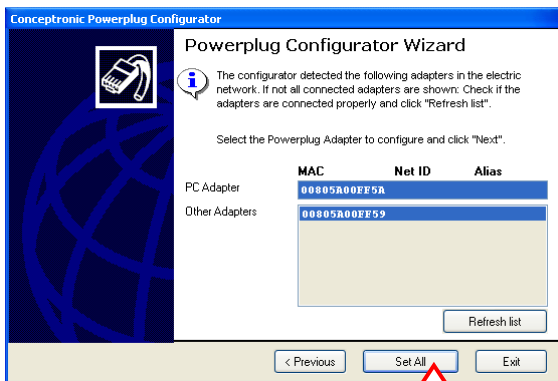 Conceptronic Powerplug Configurator
Powerplug Configurator Wizard
The configurator detected the following adapters in the electric
network. If not all connected adapters are shown: Check if the
adapters are connected properly and click "Refresh list".
Select the Powerplug Adapter to configure and click "Next".
MAC Net ID Alias
PC Adapter 00805A00FF5A
Other Adapters 00805A00FF59
Refresh list
< Previous Set All Exit